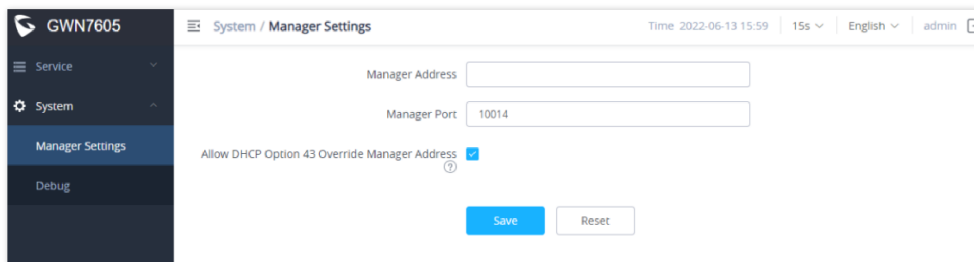 GWN7605
System / Manager Settings
Time 2022-06-13 15:59
15s
English
admin
Service
System
Manager Settings
Debug
Manager Address
Manager Port
10014
Allow DHCP Option 43 Override Manager Address
?
Save
Reset